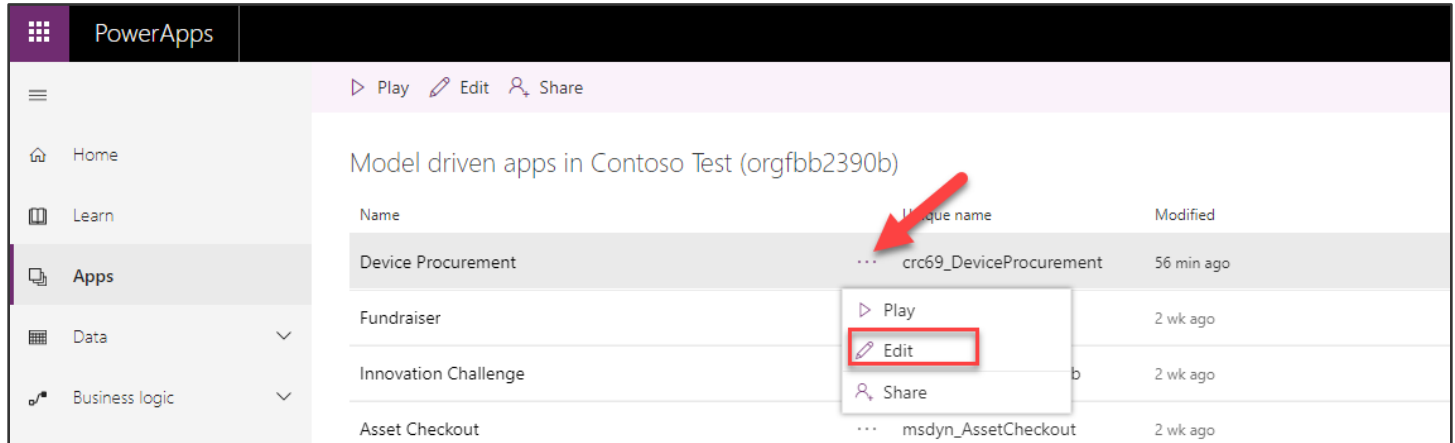 PowerApps
Play Edit Share
Home
Model driven apps in Contoso Test (orgfbb2390b)
Learn
Name Modified
name
Apps
Device Procurement ... crc69_DeviceProcurement 56 min ago
Play
Fundraiser 2 wk ago
Data
Edit
Innovation Challenge b 2 wk ago
Business logic
Share
Asset Checkout ... msdyn_AssetCheckout 2 wk ago